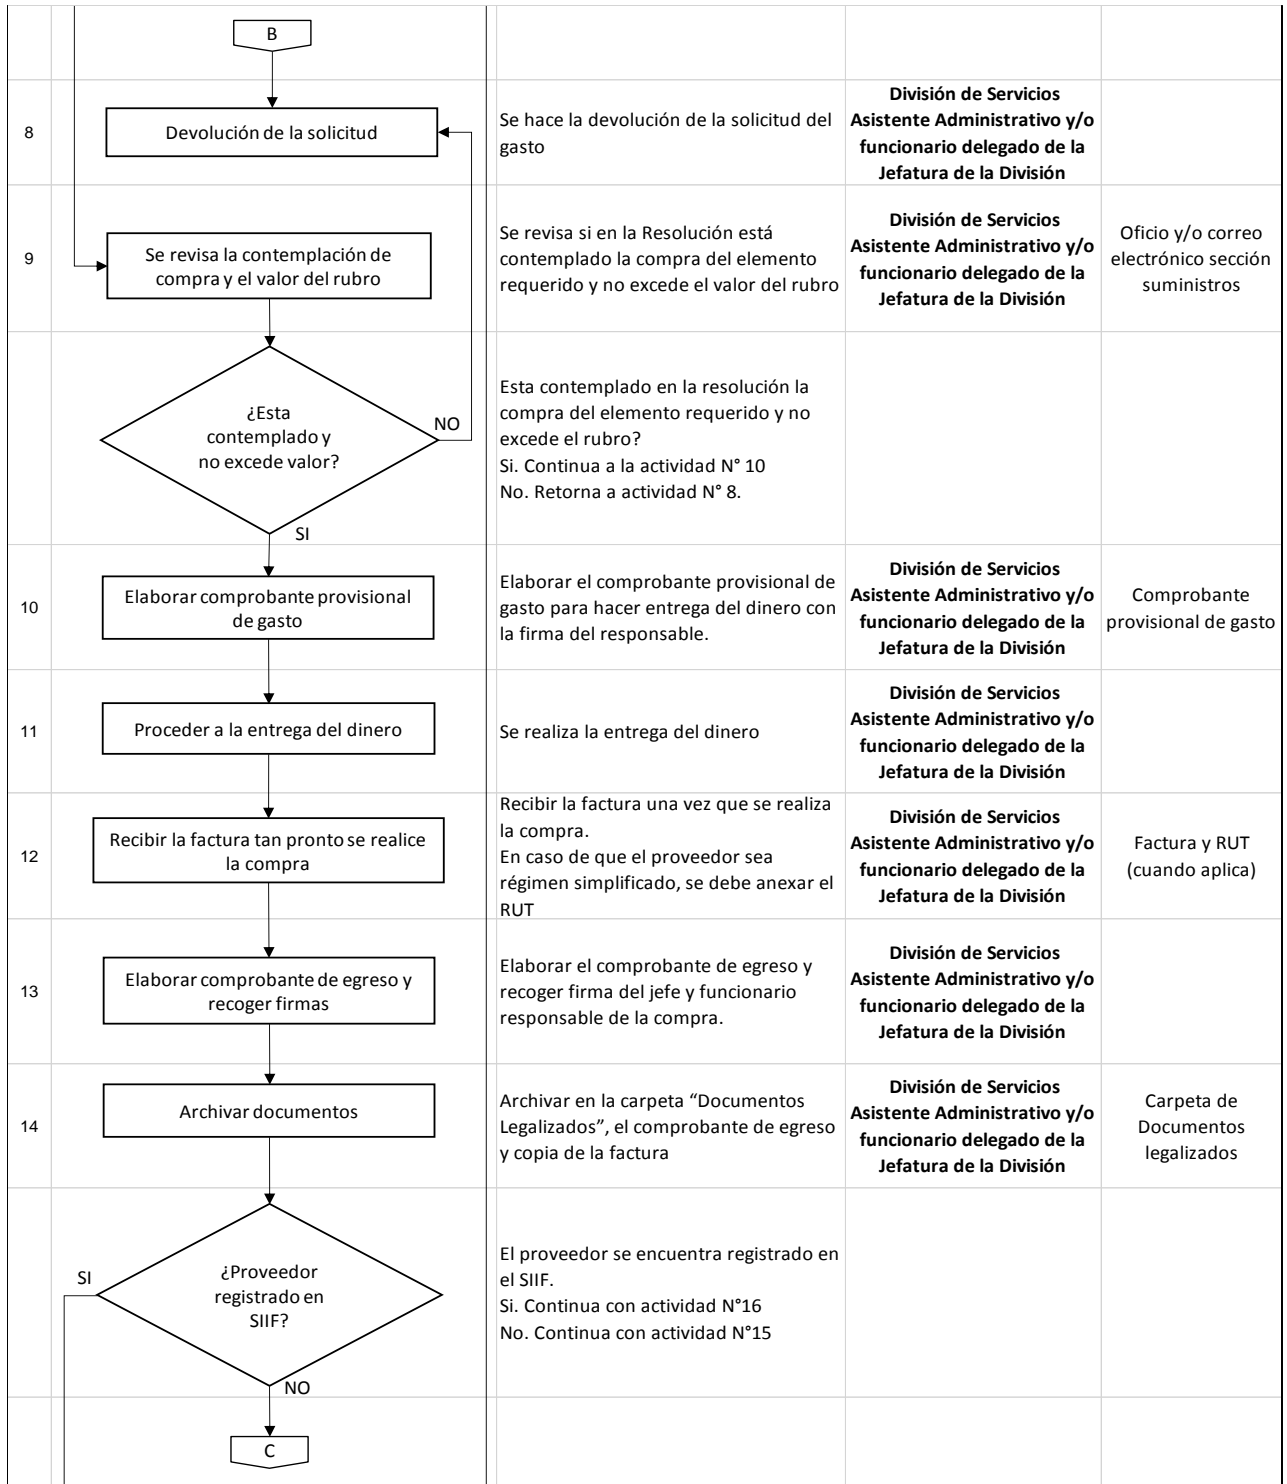 B
8
Devolución de la solicitud
Se hace la devolución de la solicitud del
gasto
División de Servicios
Asistente Administrativo y/o
funcionario delegado de la
Jefatura de la División
9
Se revisa la contemplación de
compra y el valor del rubro
Se revisa si en la Resolución está
contemplado la compra del elemento
requerido y no excede el valor del rubro
División de Servicios
Asistente Administrativo y/o
funcionario delegado de la
Jefatura de la División
Oficio y/o correo
electrónico sección
suministros
¿Esta
contemplado y
no excede valor?
NO
SI
Esta contemplado en la resolución la
compra del elemento requerido y no
excede el rubro?
Si. Continua a la actividad N° 10
No. Retorna a actividad N° 8.
10
Elaborar comprobante provisional
de gasto
Elaborar el comprobante provisional de
gasto para hacer entrega del dinero con
la firma del responsable.
División de Servicios
Asistente Administrativo y/o
funcionario delegado de la
Jefatura de la División
Comprobante
provisional de gasto
11
Proceder a la entrega del dinero
Se realiza la entrega del dinero
División de Servicios
Asistente Administrativo y/o
funcionario delegado de la
Jefatura de la División
12
Recibir la factura tan pronto se realice
la compra
Recibir la factura una vez que se realiza
la compra.
En caso de que el proveedor sea
régimen simplificado, se debe anexar el
RUT
División de Servicios
Asistente Administrativo y/o
funcionario delegado de la
Jefatura de la División
Factura y RUT
(cuando aplica)
13
Elaborar comprobante de egreso y
recoger firmas
Elaborar el comprobante de egreso y
recoger firma del jefe y funcionario
responsable de la compra.
División de Servicios
Asistente Administrativo y/o
funcionario delegado de la
Jefatura de la División
14
Archivar documentos
Archivar en la carpeta “Documentos
Legalizados”, el comprobante de egreso
y copia de la factura
División de Servicios
Asistente Administrativo y/o
funcionario delegado de la
Jefatura de la División
Carpeta de
Documentos
legalizados
SI
¿Proveedor
registrado en
SIIF?
NO
El proveedor se encuentra registrado en
el SIIF.
Si. Continua con actividad N°16
No. Continua con actividad N°15
C